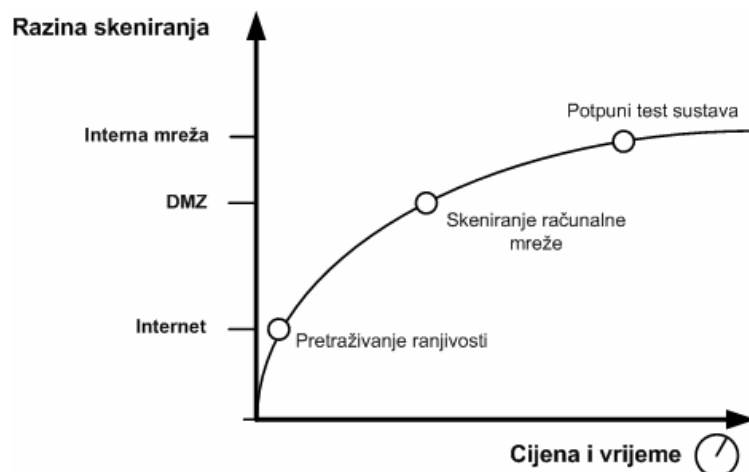 Razina skeniranja
Potpuni test sustava
Interna mreža
DMZ
Skeniranje računalne
mreže
Internet
Pretraživanje ranjivosti
Cijena i vrijeme